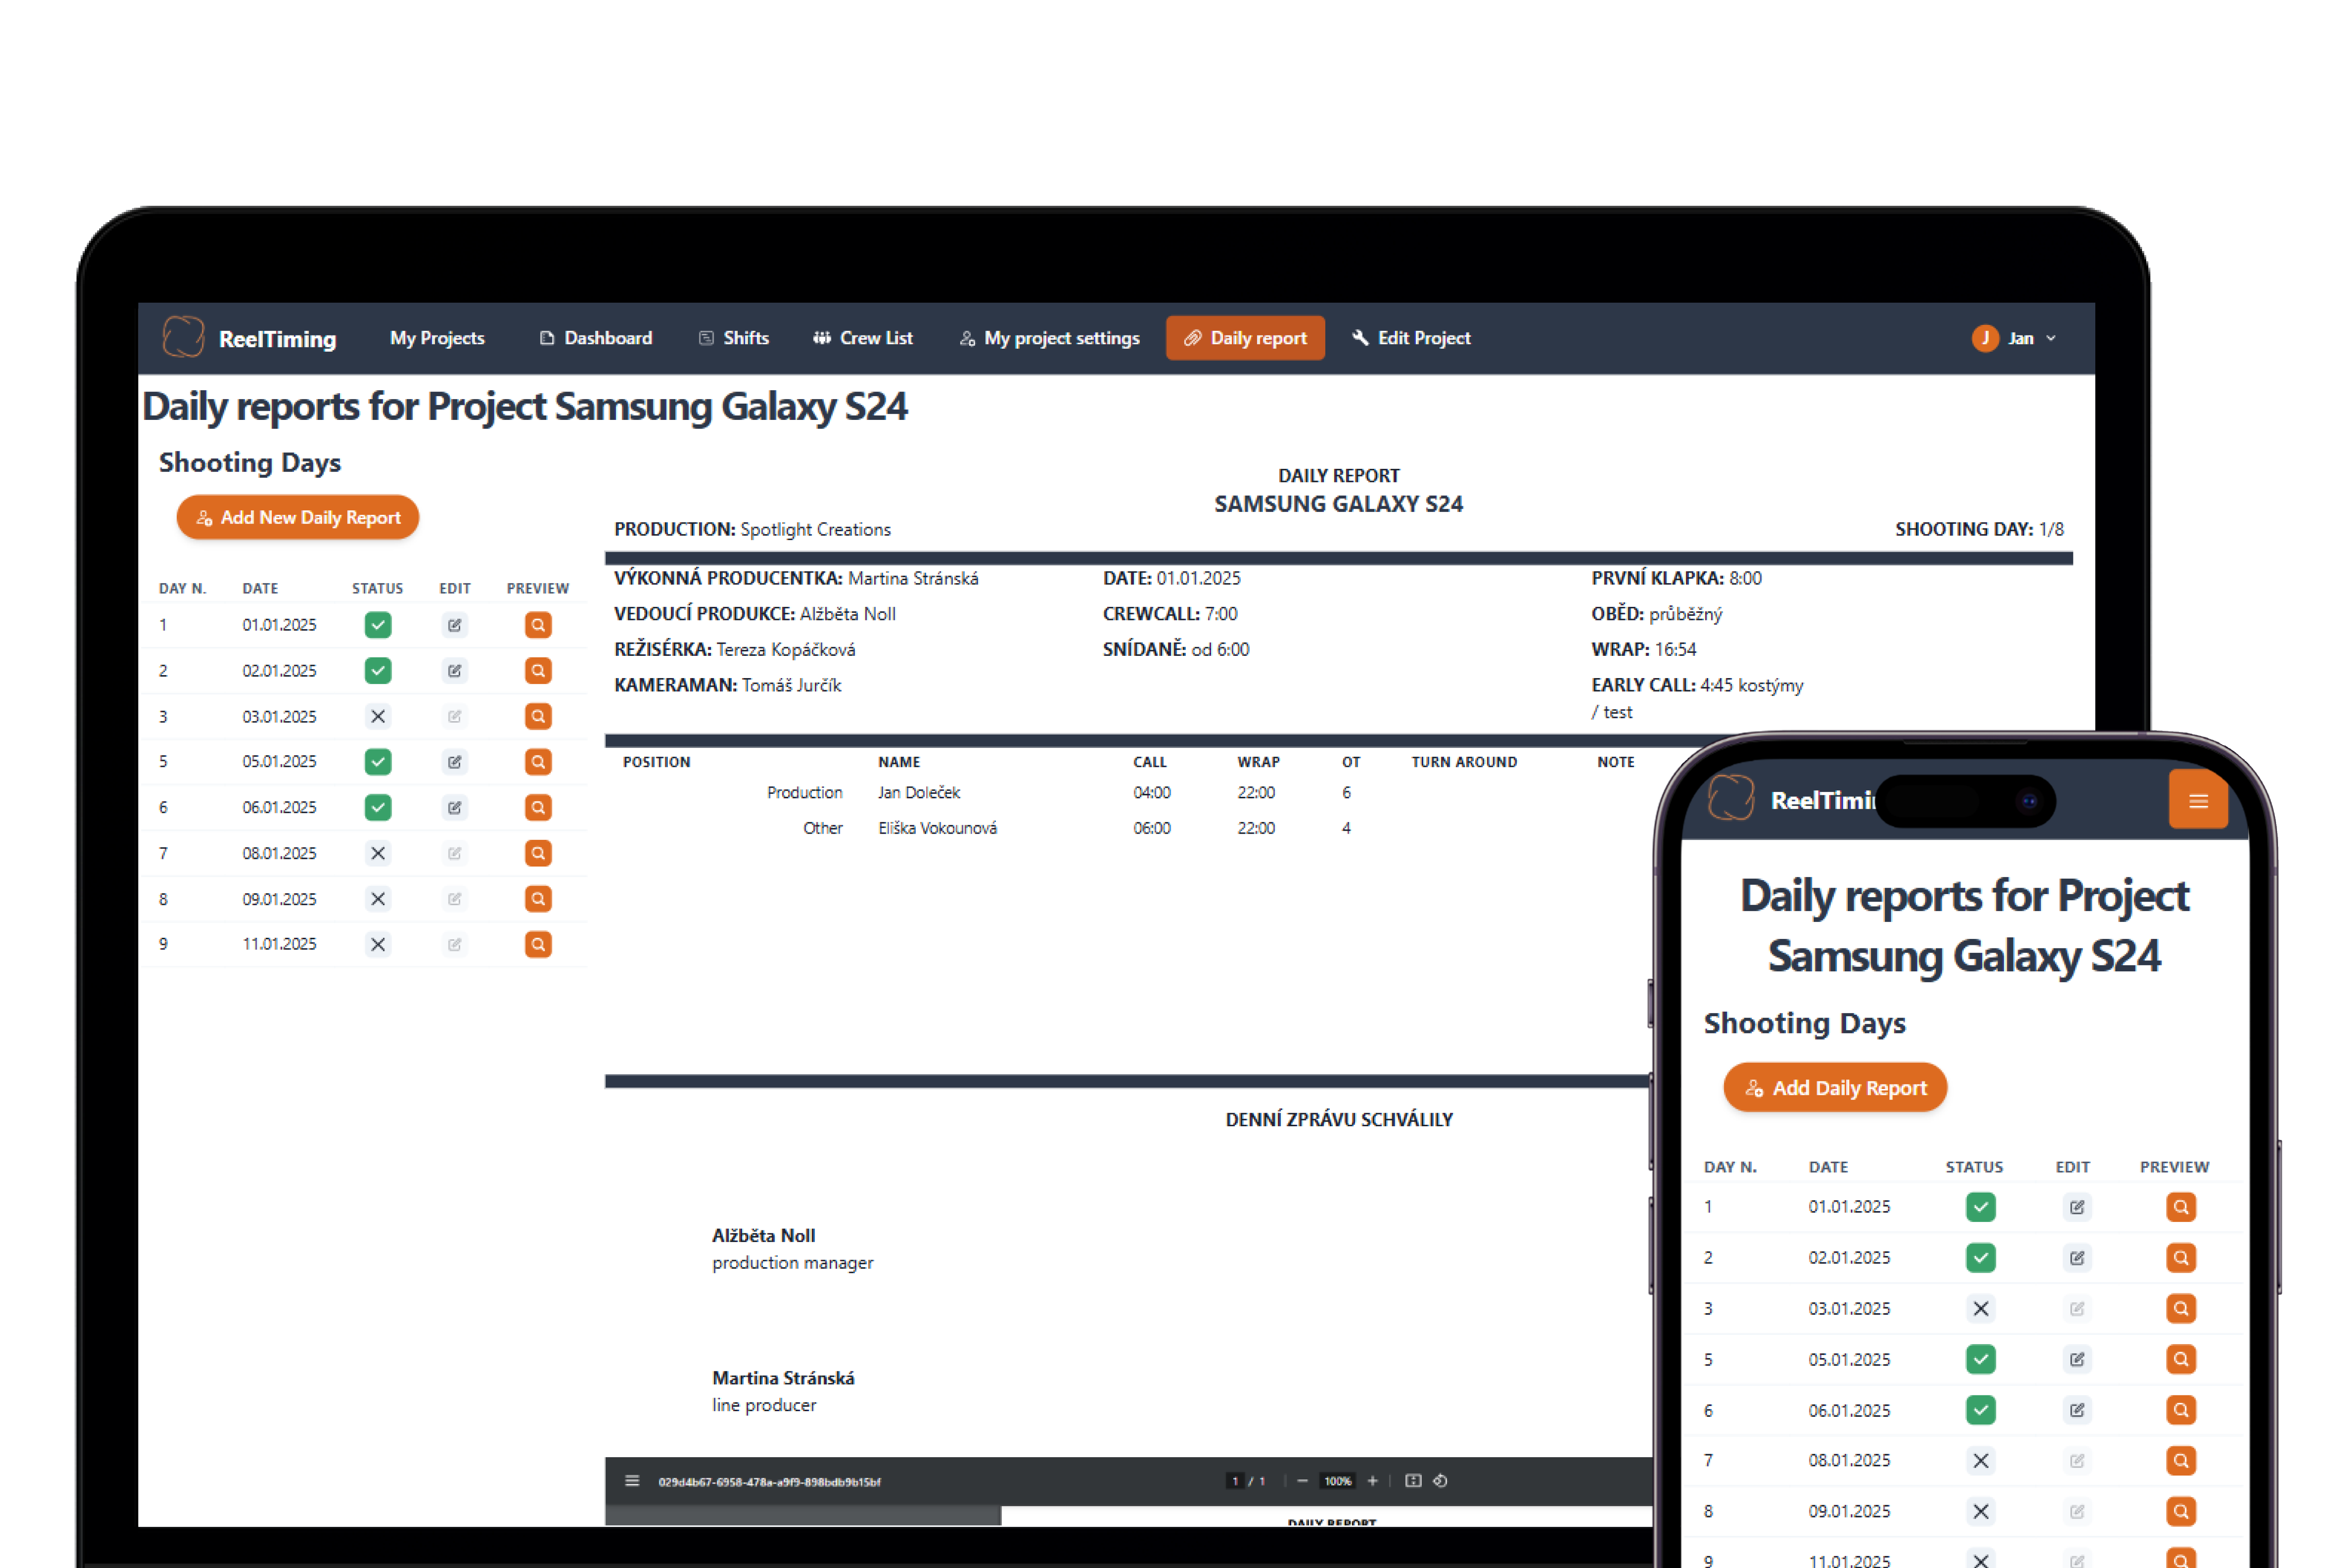 ReelTiming My Projects Dashboard Shifts Crew List My project settings Daily report Edit Project J Jan
Daily reports for Project Samsung Galaxy S24
Shooting Days
Add New Daily Report
DAY N. DATE STATUS EDIT PREVIEW
1 01.01.2025
2 02.01.2025
3 03.01.2025
5 05.01.2025
6 06.01.2025
7 08.01.2025
8 09.01.2025
9 11.01.2025
DAILY REPORT
SAMSUNG GALAXY S24
PRODUCTION: Spotlight Creations SHOOTING DAY: 1/8
VÝKONNÁ PRODUCENTKA: Martina Stránská DATE: 01.01.2025 PRVNÍ KLAPKA: 8:00
VEDOUCÍ PRODUKCE: Alžběta Noll CREWCALL: 7:00 OBĚD: průběžný
REŽISÉRKA: Tereza Kopáčková SNÍDANĚ: od 6:00 WRAP: 16:54
KAMERAMAN: Tomáš Jurčík EARLY CALL: 4:45 kostýmy
/ test
POSITION NAME CALL WRAP OT TURN AROUND NOTE
Production Jan Doleček 04:00 22:00 6
Other Eliška Vokounová 06:00 22:00 4
DENNÍ ZPRÁVU SCHVÁLILY
Alžběta Noll
production manager
Martina Stránská
line producer
029d4b67-6958-478a-a9f9-898bdb9b15bf 1 / 1 100%
DAILY REPORT
ReelTimi
Daily reports for Project
Samsung Galaxy S24
Shooting Days
Add Daily Report
DAY N. DATE STATUS EDIT PREVIEW
1 01.01.2025
2 02.01.2025
3 03.01.2025
5 05.01.2025
6 06.01.2025
7 08.01.2025
8 09.01.2025
9 11.01.2025